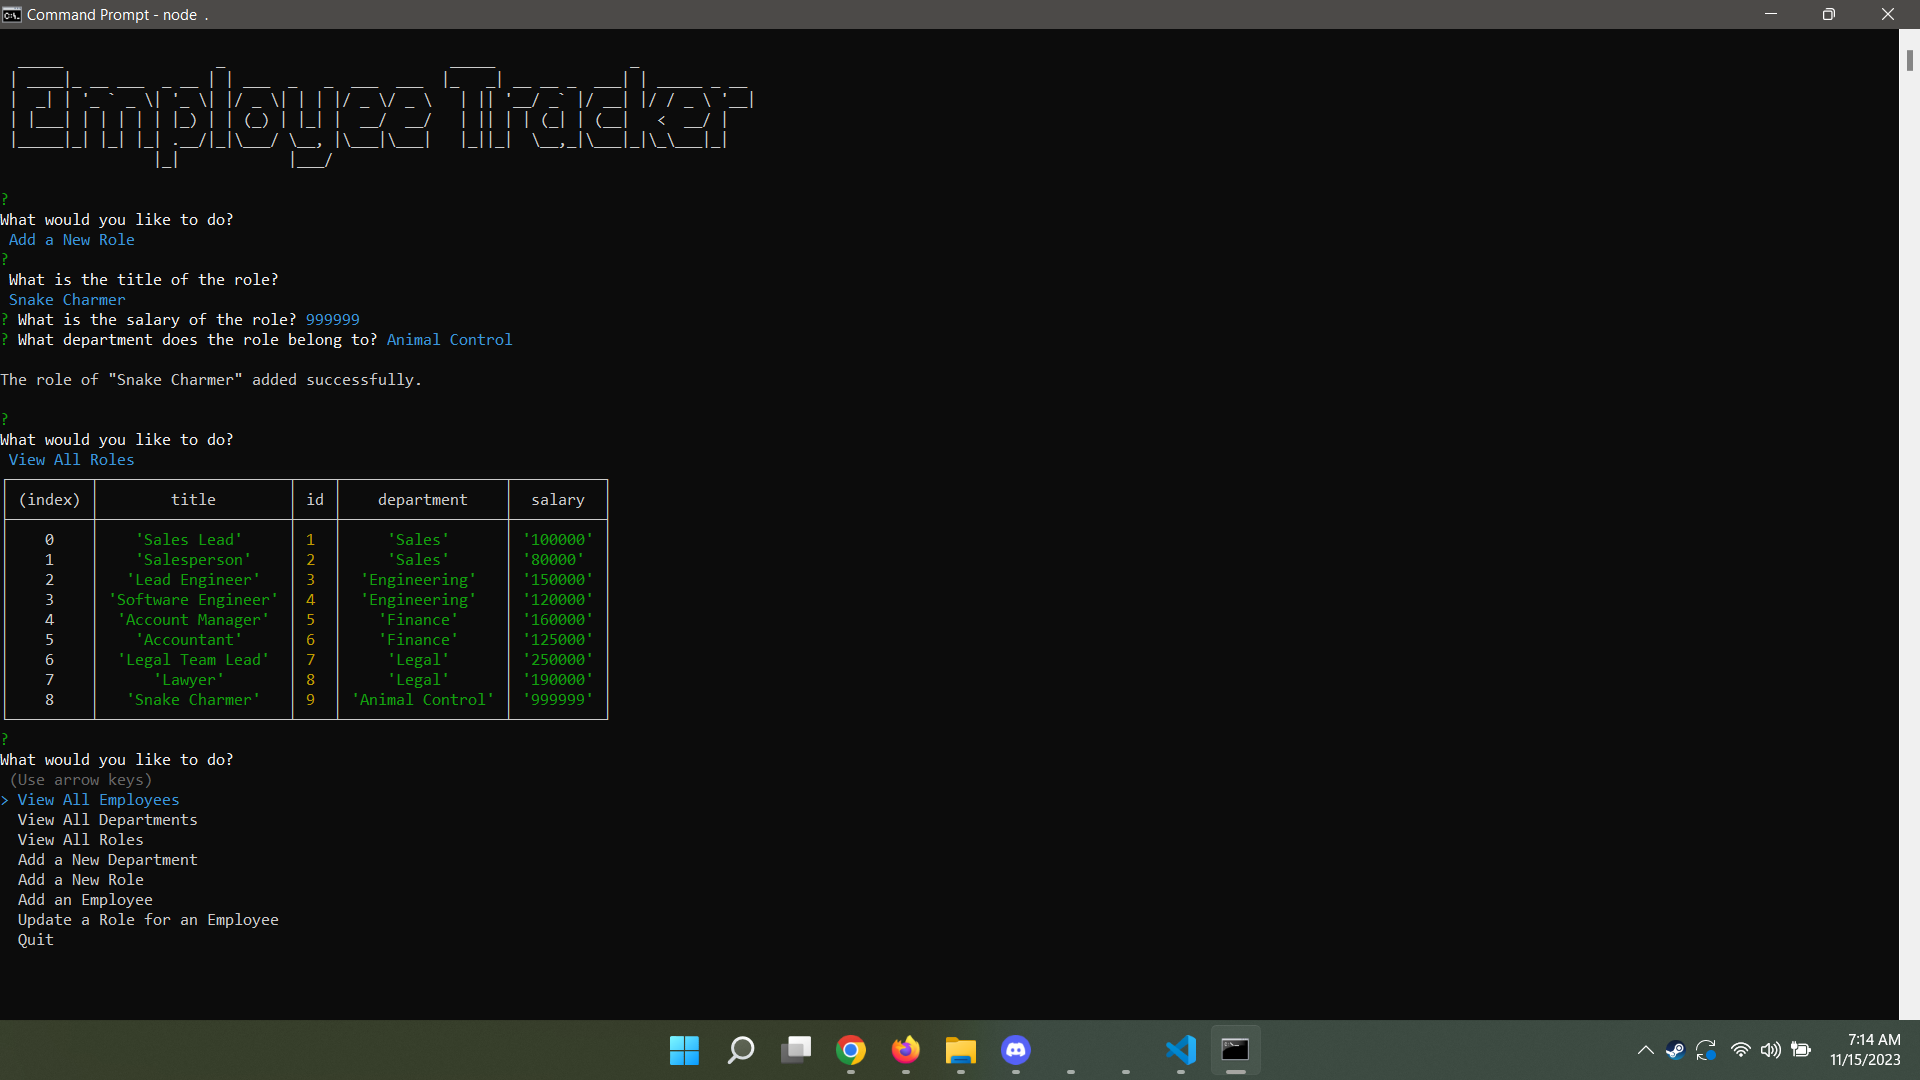 Command Prompt - node .
Employee Tracker
?
What would you like to do?
Add a New Role
?
What is the title of the role?
Snake Charmer
? What is the salary of the role? 999999
? What department does the role belong to? Animal Control
The role of "Snake Charmer" added successfully.
?
What would you like to do?
View All Roles
(index) title id department salary
0 'Sales Lead' 1 'Sales' '100000'
1 'Salesperson' 2 'Sales' '80000'
2 'Lead Engineer' 3 'Engineering' '150000'
3 'Software Engineer' 4 'Engineering' '120000'
4 'Account Manager' 5 'Finance' '160000'
5 'Accountant' 6 'Finance' '125000'
6 'Legal Team Lead' 7 'Legal' '250000'
7 'Lawyer' 8 'Legal' '190000'
8 'Snake Charmer' 9 'Animal Control' '999999'
?
What would you like to do?
(Use arrow keys)
> View All Employees
View All Departments
View All Roles
Add a New Department
Add a New Role
Add an Employee
Update a Role for an Employee
Quit
7:14 AM
11/15/2023